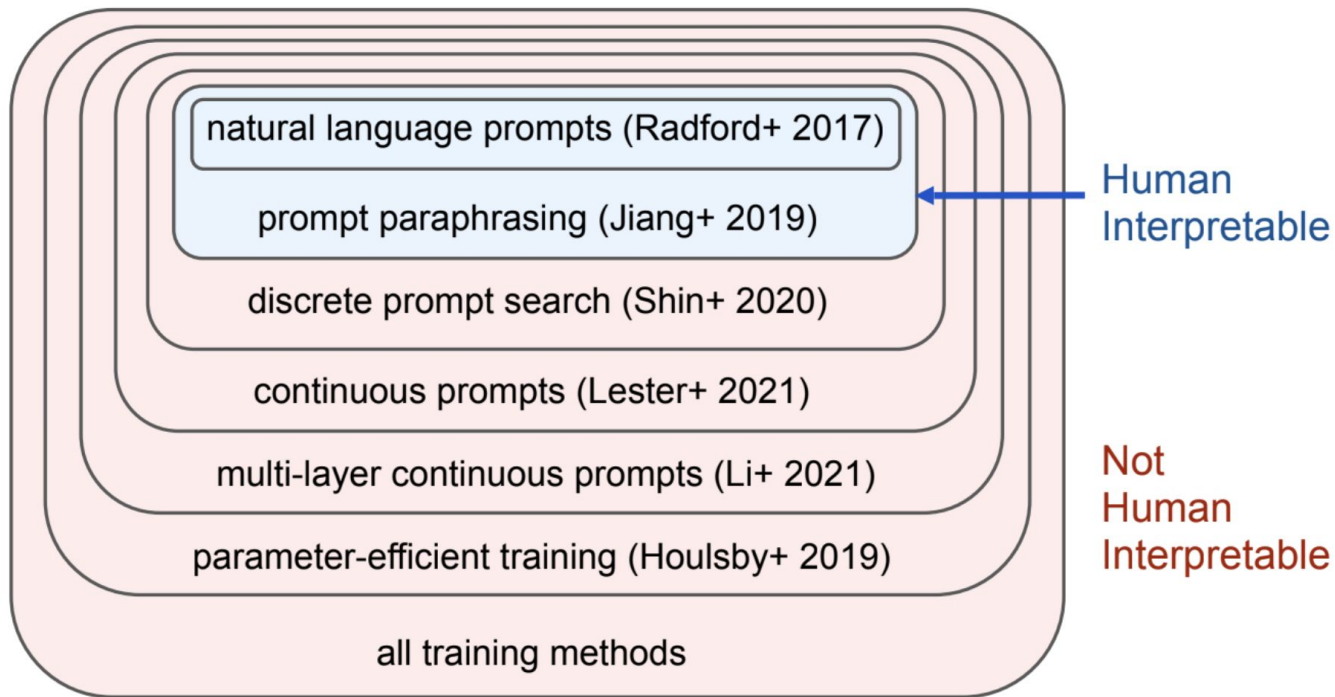 natural language prompts (Radford+ 2017)
prompt paraphrasing (Jiang+ 2019)
discrete prompt search (Shin+ 2020)
continuous prompts (Lester+ 2021)
multi-layer continuous prompts (Li+ 2021)
parameter-efficient training (Houlsby+ 2019)
all training methods
Human
Interpretable
Not
Human
Interpretable